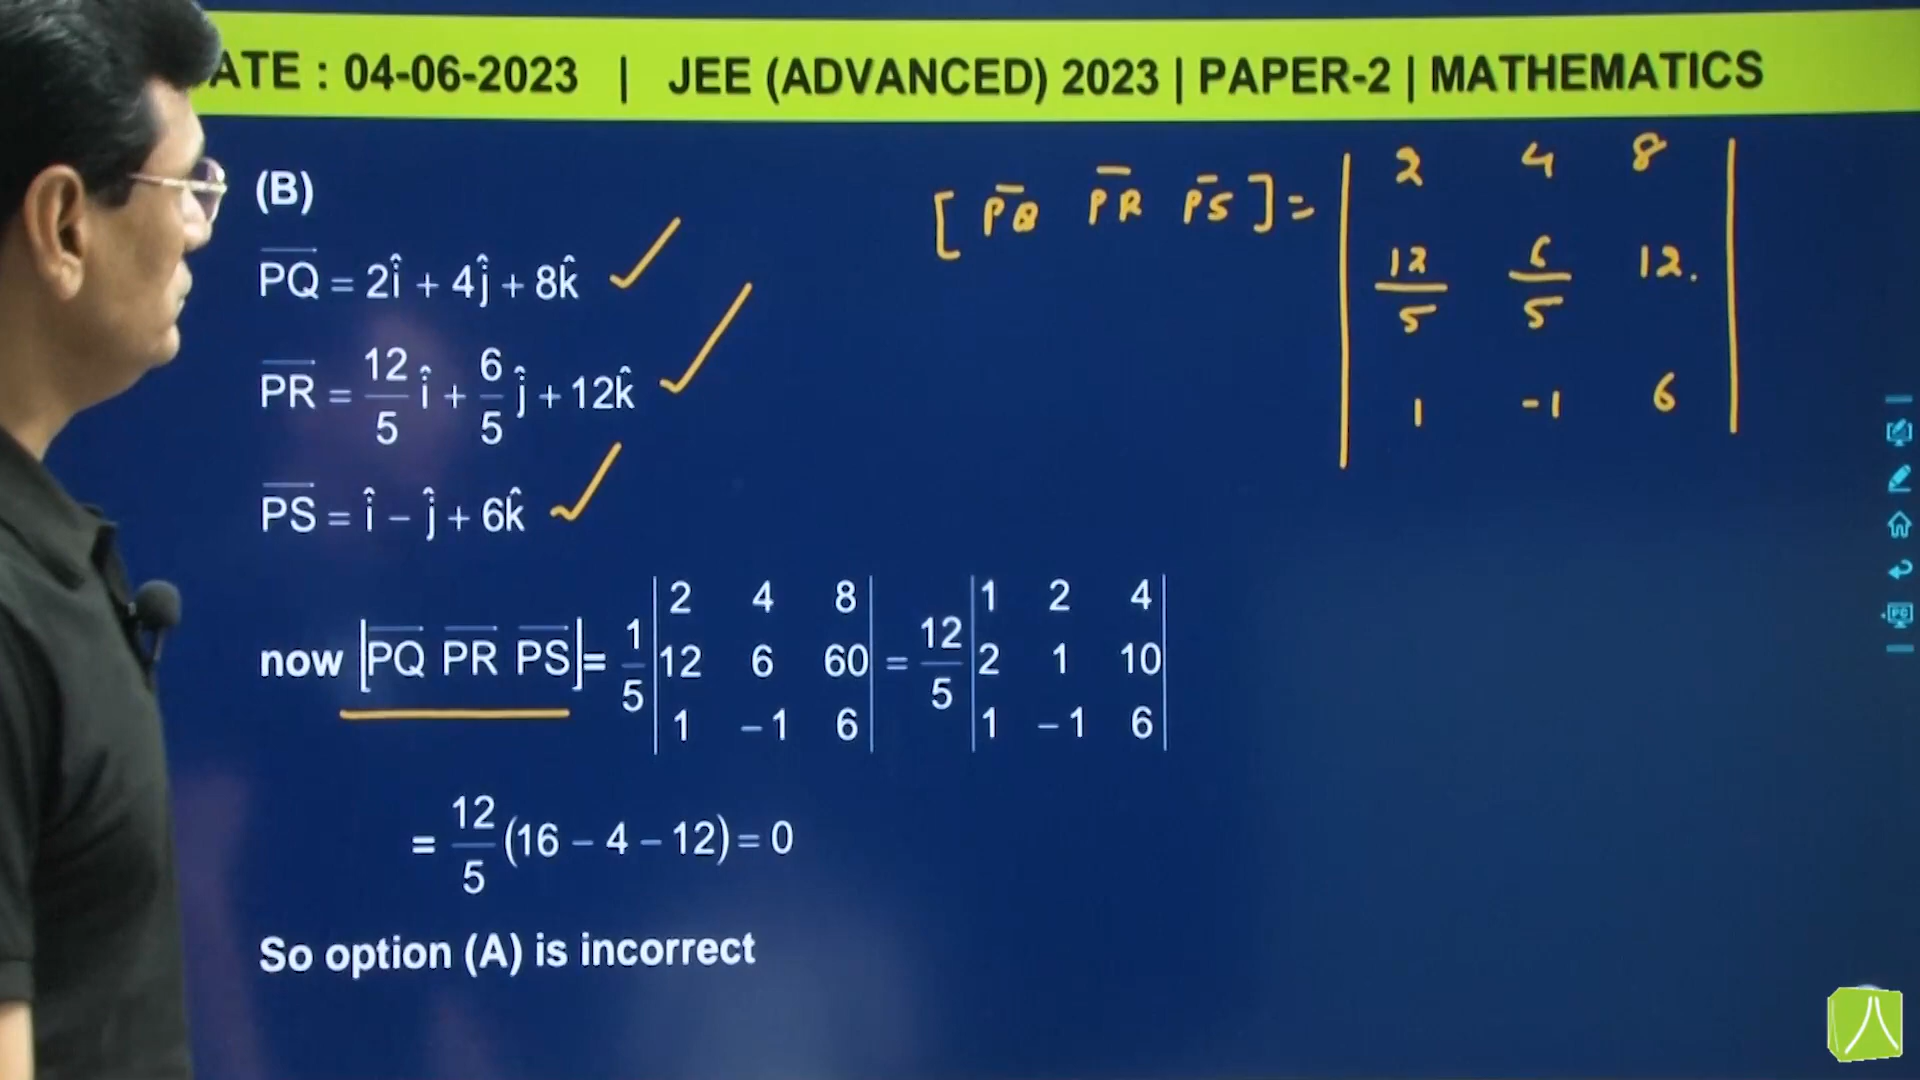 ATE : 04-06-2023 | JEE (ADVANCED) 2023 | PAPER-2 | MATHEMATICS
(B)
PQ = 2î + 4ĵ + 8k̂
PR = 12/5 î + 6/5 ĵ + 12k̂
PS = î – ĵ + 6k̂
[PQ PR PS] =
2 4 8
12/5 6/5 12.
1 -1 6
now [PQ PR PS] = 1/5 |2 4 8; 12 6 60; 1 –1 6| = 12/5 |1 2 4; 2 1 10; 1 –1 6|
= 12/5 (16 – 4 – 12) = 0
So option (A) is incorrect
PC